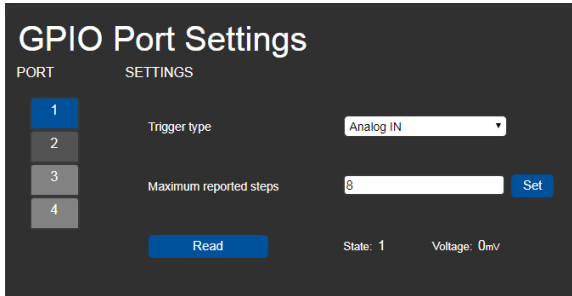 GPIO Port Settings
PORT SETTINGS
1
2
3
4
Trigger type Analog IN
Maximum reported steps 8 Set
Read State: 1 Voltage: 0mV